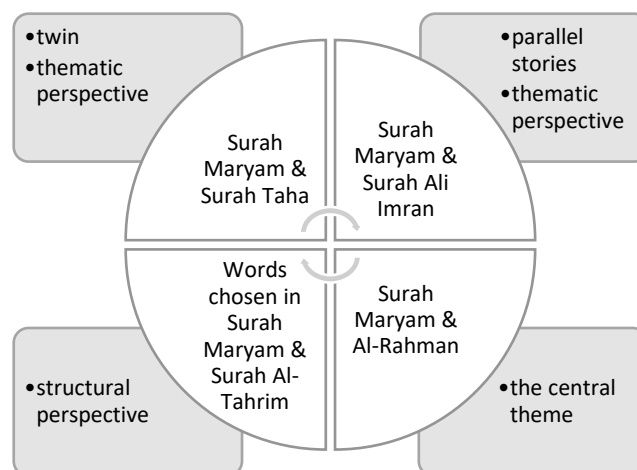 •twin
•thematic
perspective
•parallel
stories
•thematic
perspective
Surah
Maryam &
Surah Taha
Surah
Maryam &
Surah Ali
Imran
Words
chosen in
Surah
Maryam &
Surah Al-
Tahrim
Surah
Maryam &
Al-Rahman
•structural
perspective
•the central
theme